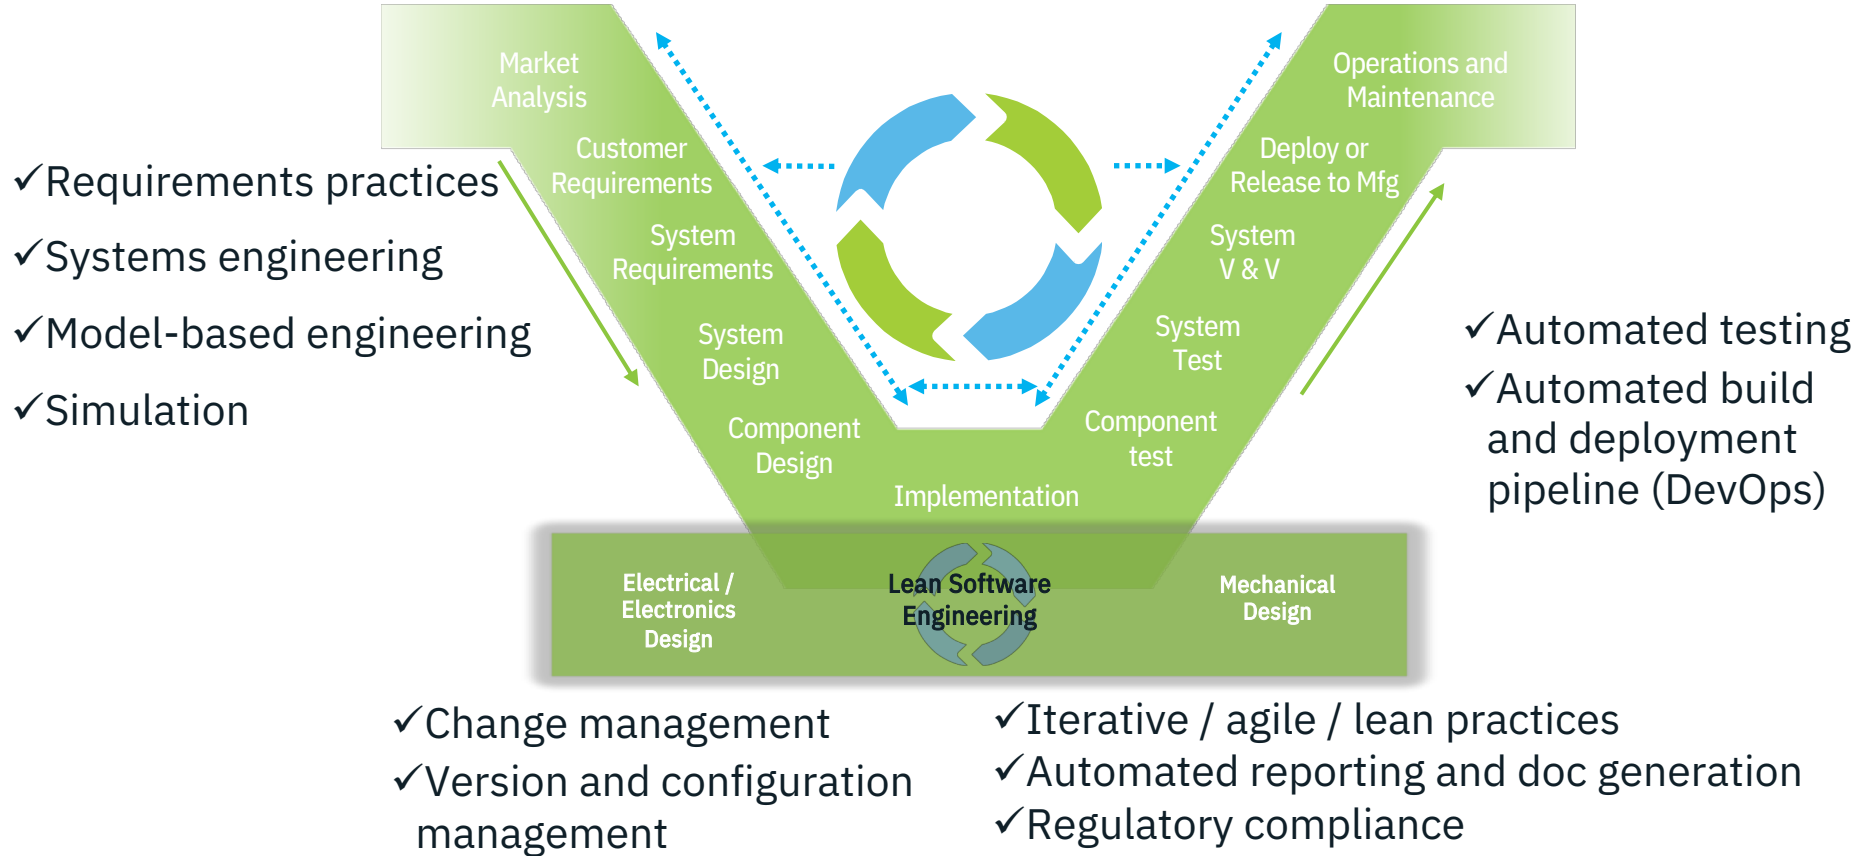 Market
Analysis
Customer
Requirements
System
Requirements
System
Design
Component
Design
Implementation
Component
test
System
Test
System
V & V
Deploy or
Release to Mfg
Operations and
Maintenance
✓Requirements practices
✓Systems engineering
✓Model-based engineering
✓Simulation
✓Automated testing
✓Automated build
and deployment
pipeline (DevOps)
Electrical /
Electronics
Design
Lean Software
Engineering
Mechanical
Design
✓Change management
✓Version and configuration
management
✓Iterative / agile / lean practices
✓Automated reporting and doc generation
✓Regulatory compliance